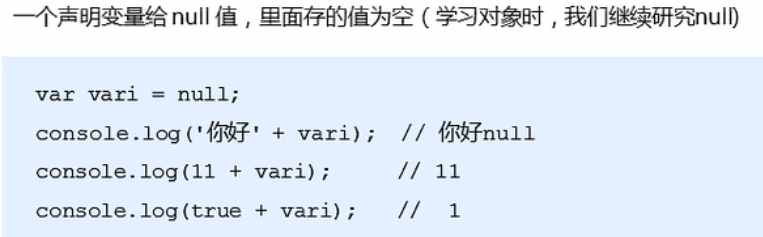 一个声明变量给 null 值，里面存的值为空（学习对象时，我们继续研究null)
var vari = null;
console.log('你好' + vari);  // 你好null
console.log(11 + vari);     // 11
console.log(true + vari);   //  1